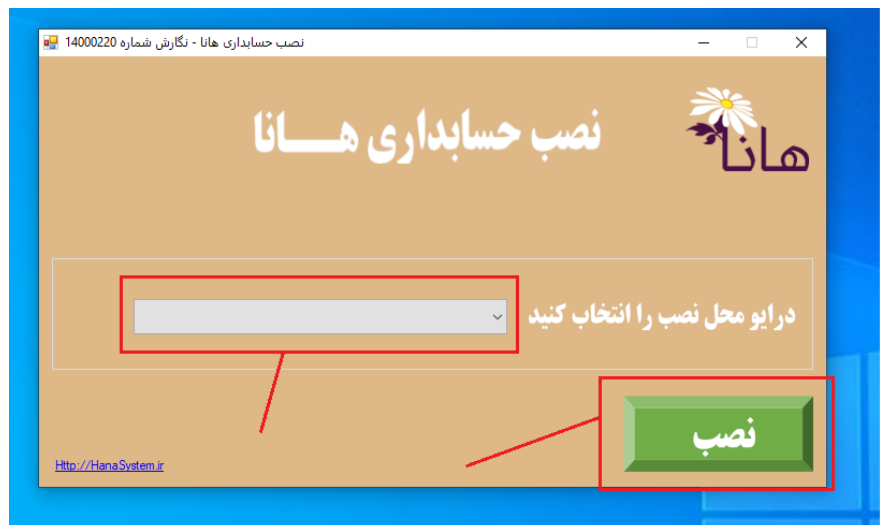 نصب حسابداری هانا - نگارش شماره 14000220
هانا
نصب حسابداری هـــانا
درایو محل نصب را انتخاب کنید
نصب
Http://HanaSystem.ir